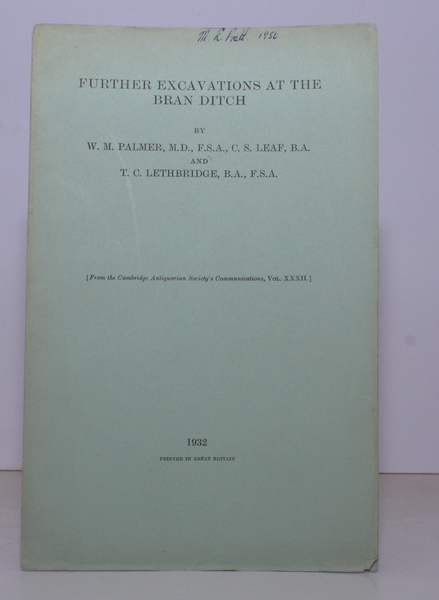 M. R. Pratt 1950
FURTHER EXCAVATIONS AT THE
BRAN DITCH
BY
W. M. PALMER, M.D., F.S.A., C. S. LEAF, B.A.
AND
T. C. LETHBRIDGE, B.A., F.S.A.
[From the Cambridge Antiquarian Society's Communications, VOL. XXXII.]
1932
PRINTED IN GREAT BRITAIN